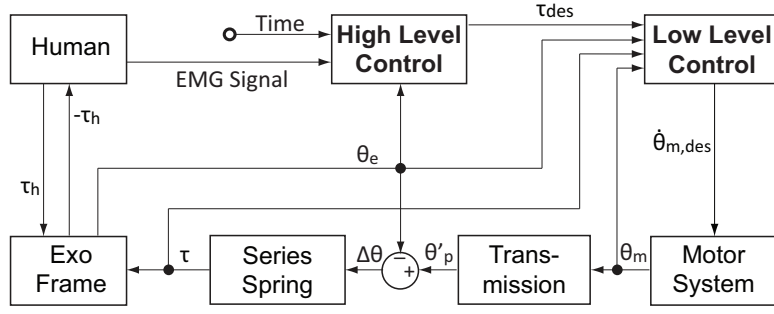 Human
Time
High Level
Control
τdes
Low Level
Control
EMG Signal
-τh
θe
θ̇m,des
τh
Exo
Frame
τ
Series
Spring
Δθ
−
+
θ'p
Trans-
mission
θm
Motor
System